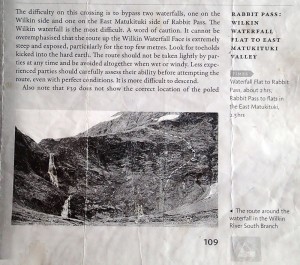 The difficulty on this crossing is to bypass two waterfalls, one on the
Wilkin side and one on the East Matukituki side of Rabbit Pass. The
Wilkin waterfall is the most difficult. A word of caution. It cannot be
overemphasised that the route up the Wilkin Waterfall Face is extremely
steep and exposed, particularly for the top few metres. Look for toeholds
kicked into the hard earth. The route should not be taken lightly by par-
ties at any time and be avoided altogether when wet or windy. Less expe-
rienced parties should carefully assess their ability before attempting the
route, even with perfect conditions. It is more difficult to descend.
Also note that F39 does not show the correct location of the poled
RABBIT PASS:
WILKIN
WATERFALL
FLAT TO EAST
MATUKITUKI
VALLEY
Waterfall Flat to Rabbit
Pass, about 2 hrs,
Rabbit Pass to flats in
the East Matukituki,
2.5 hrs
◂ The route around the
waterfall in the Wilkin
River South Branch
109